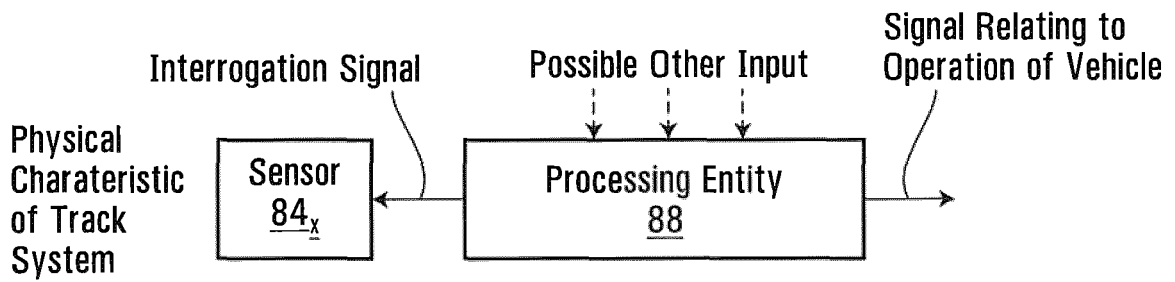 Physical
Charateristic
of Track
System
Interrogation Signal
Sensor
84x
Possible Other Input
Processing Entity
88
Signal Relating to
Operation of Vehicle